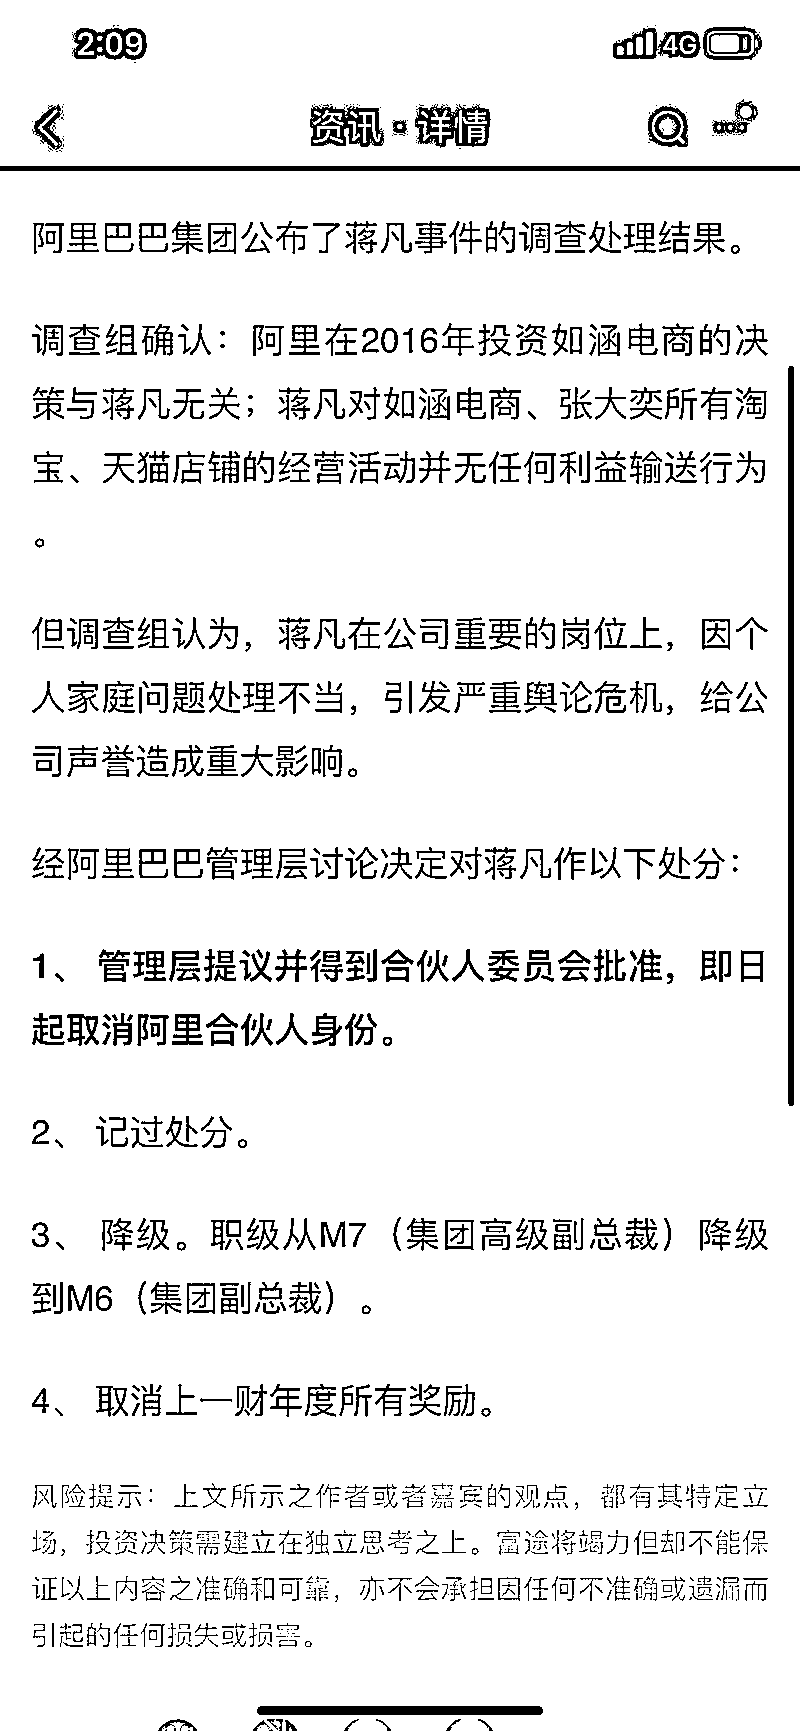 2:09
4G
资讯·详情
阿里巴巴集团公布了蒋凡事件的调查处理结果。
调查组确认：阿里在2016年投资如涵电商的决
策与蒋凡无关；蒋凡对如涵电商、张大奕所有淘
宝、天猫店铺的经营活动并无任何利益输送行为
。
但调查组认为，蒋凡在公司重要的岗位上，因个
人家庭问题处理不当，引发严重舆论危机，给公
司声誉造成重大影响。
经阿里巴巴管理层讨论决定对蒋凡作以下处分：
1、 管理层提议并得到合伙人委员会批准，即日
起取消阿里合伙人身份。
2、 记过处分。
3、 降级。职级从M7（集团高级副总裁）降级
到M6（集团副总裁）。
4、 取消上一财年度所有奖励。
风险提示：上文所示之作者或者嘉宾的观点，都有其特定立
场，投资决策需建立在独立思考之上。富途将竭力但却不能保
证以上内容之准确和可靠，亦不会承担因任何不准确或遗漏而
引起的任何损失或损害。